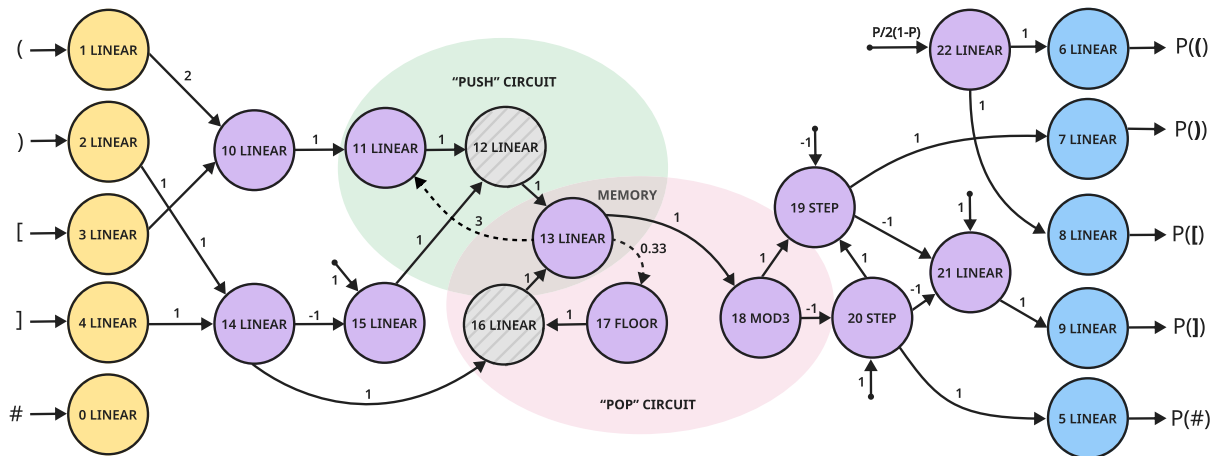 (
1 LINEAR
2
)
2 LINEAR
1
1
[
3 LINEAR
]
4 LINEAR
1
#
0 LINEAR
10 LINEAR
1
14 LINEAR
-1
1
“PUSH” CIRCUIT
11 LINEAR
1
12 LINEAR
1
1
15 LINEAR
1
3
MEMORY
13 LINEAR
1
0.33
1
16 LINEAR
1
17 FLOOR
“POP” CIRCUIT
18 MOD3
-1
1
-1
19 STEP
1
-1
1
20 STEP
1
-1
1
1
21 LINEAR
1
P/2(1-P)
22 LINEAR
1
1
6 LINEAR
P(()
7 LINEAR
P())
8 LINEAR
P([)
9 LINEAR
P(])
5 LINEAR
P(#)